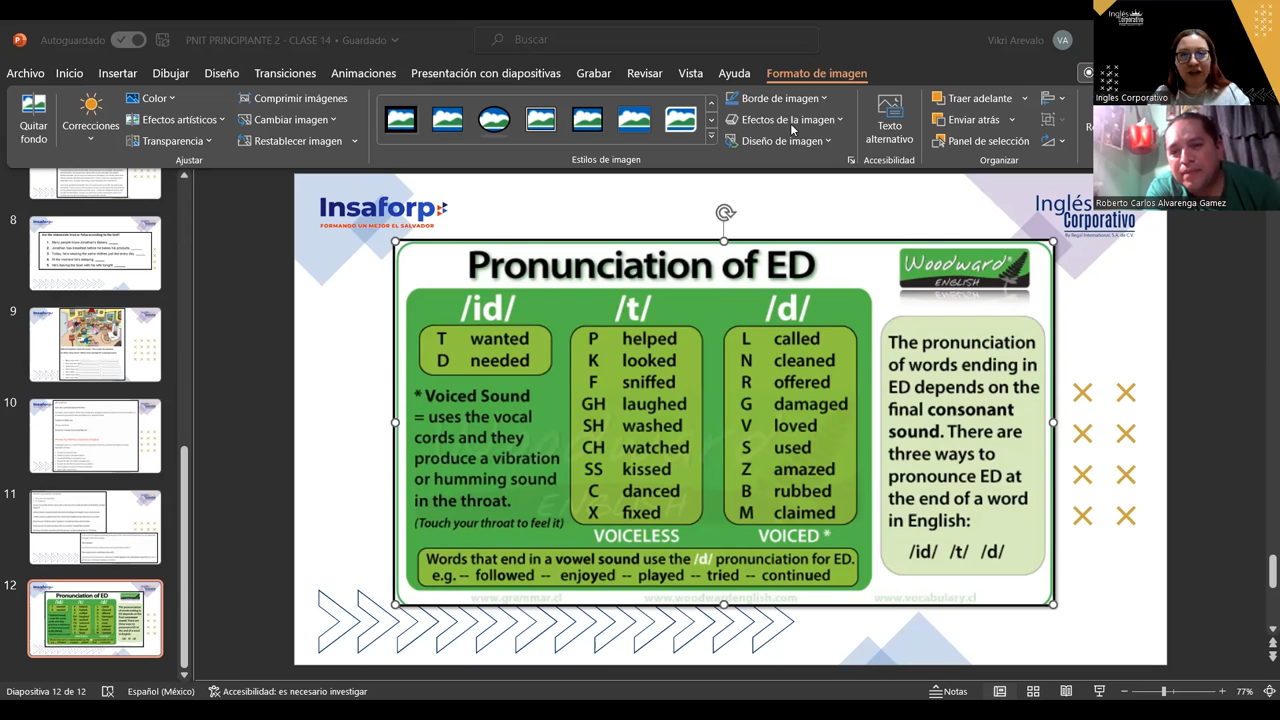 Autoguardado
PNIT PRINCIPIANTE 2 - CLASE 14 • Guardado
Buscar
Vikri Arevalo
VA
Archivo Inicio Insertar Dibujar Diseño Transiciones Animaciones Presentación con diapositivas Grabar Revisar Vista Ayuda Formato de imagen
Quitar fondo
Correcciones
Color
Efectos artísticos
Transparencia
Comprimir imágenes
Cambiar imagen
Restablecer imagen
Ajustar
Estilos de imagen
Borde de imagen
Efectos de la imagen
Diseño de imagen
Texto alternativo
Accesibilidad
Traer adelante
Enviar atrás
Panel de selección
Organizar
Inglés Corporativo
Ingles Corporativo
Roberto Carlos Alvarenga Gamez
8
9
10
11
12
Insaforp
FORMANDO UN MEJOR EL SALVADOR
Inglés
Corporativo
Pronunciation of ED
Woodward
ENGLISH
/id/ /t/ /d/
T wanted
D needed
* Voiced Sound
= uses the vocal
cords and they
produce a vibration
or humming sound
in the throat.
(Touch your throat to feel it)
P helped
K looked
F sniffed
GH laughed
SH washed
CH watched
SS kissed
C danced
X fixed
VOICELESS
L called
N cleaned
R offered
G damaged
V loved
S used
Z amazed
B rubbed
M claimed
VOICED *
Words that end in a vowel sound use the /d/ pronunciation for ED.
e.g. -- followed -- enjoyed -- played -- tried -- continued
The pronunciation
of words ending in
ED depends on the
final consonant
sound. There are
three ways to
pronounce ED at
the end of a word
in English:
/id/ /t/ /d/
www.grammar.cl
www.woodwardenglish.com
www.vocabulary.cl
Diapositiva 12 de 12
Español (México)
Accesibilidad: es necesario investigar
Notas
77%